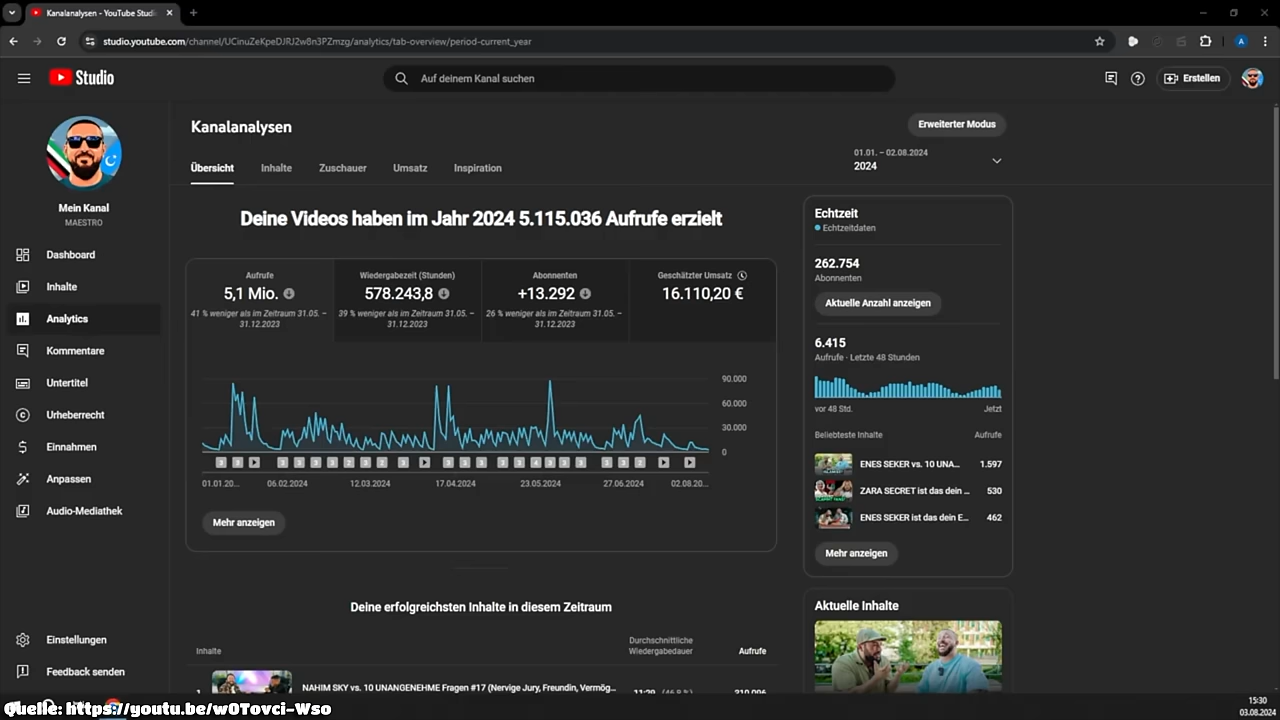 Kanalanalysen - YouTube Studi
studio.youtube.com/channel/UCinuZeKpeDJRJ2w8n3PZmzg/analytics/tab-overview/period-current_year
A
Studio
Auf deinem Kanal suchen
Erstellen
Mein Kanal
MAESTRO
Dashboard
Inhalte
Analytics
Kommentare
Untertitel
Urheberrecht
Einnahmen
Anpassen
Audio-Mediathek
Einstellungen
Feedback senden
Kanalanalysen
Erweiterter Modus
Übersicht
Inhalte
Zuschauer
Umsatz
Inspiration
01.01. – 02.08.2024
2024
Deine Videos haben im Jahr 2024 5.115.036 Aufrufe erzielt
Aufrufe
5,1 Mio.
41 % weniger als im Zeitraum 31.05. –
31.12.2023
Wiedergabezeit (Stunden)
578.243,8
39 % weniger als im Zeitraum 31.05. –
31.12.2023
Abonnenten
+13.292
26 % weniger als im Zeitraum 31.05. –
31.12.2023
Geschätzter Umsatz
16.110,20 €
90.000
60.000
30.000
0
01.01.20...
06.02.2024
12.03.2024
17.04.2024
23.05.2024
27.06.2024
02.08.20...
Mehr anzeigen
Deine erfolgreichsten Inhalte in diesem Zeitraum
Inhalte
Durchschnittliche
Wiedergabedauer
Aufrufe
1
NAHIM SKY vs. 10 UNANGENEHME Fragen #17 (Nervige Jury, Freundin, Vermög...
11:29 (46,8 %)
310.096
Echtzeit
Echtzeitdaten
262.754
Abonnenten
Aktuelle Anzahl anzeigen
6.415
Aufrufe · Letzte 48 Stunden
vor 48 Std.
Jetzt
Beliebteste Inhalte
Aufrufe
ENES SEKER vs. 10 UNA...
1.597
ZARA SECRET ist das dein ...
530
ENES SEKER ist das dein E...
462
Mehr anzeigen
Aktuelle Inhalte
15:30
03.08.2024
Quelle: https://youtu.be/w0Tovci-Wso